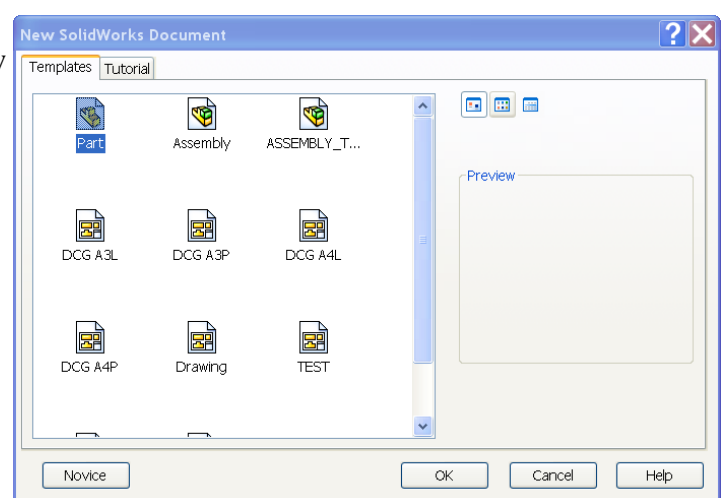 New SolidWorks Document
y
Templates Tutorial
Part Assembly ASSEMBLY_T...
Preview
DCG A3L DCG A3P DCG A4L
DCG A4P Drawing TEST
Novice OK Cancel Help